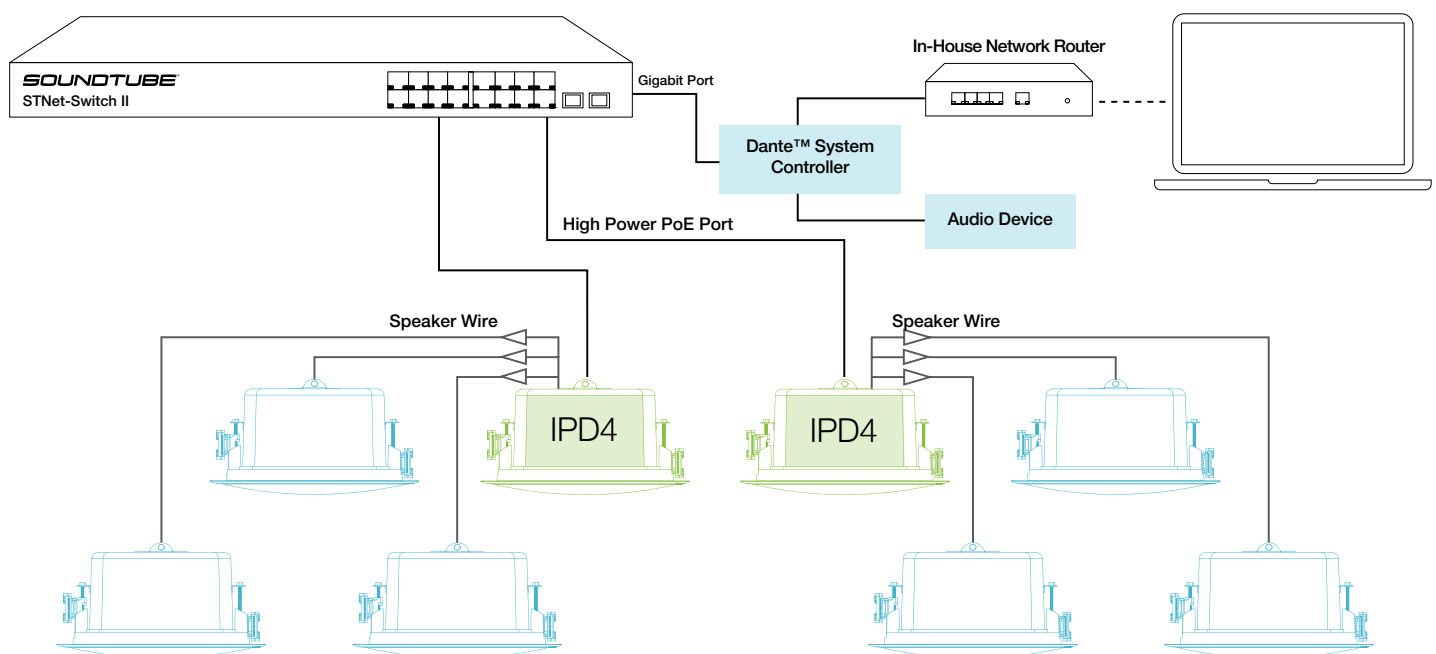 In-House Network Router
SOUNDTUBE
Gigabit Port
STNet-Switch II
Dante™ System
Controller
High Power PoE Port
Audio Device
Speaker Wire
Speaker Wire
IPD4
IPD4